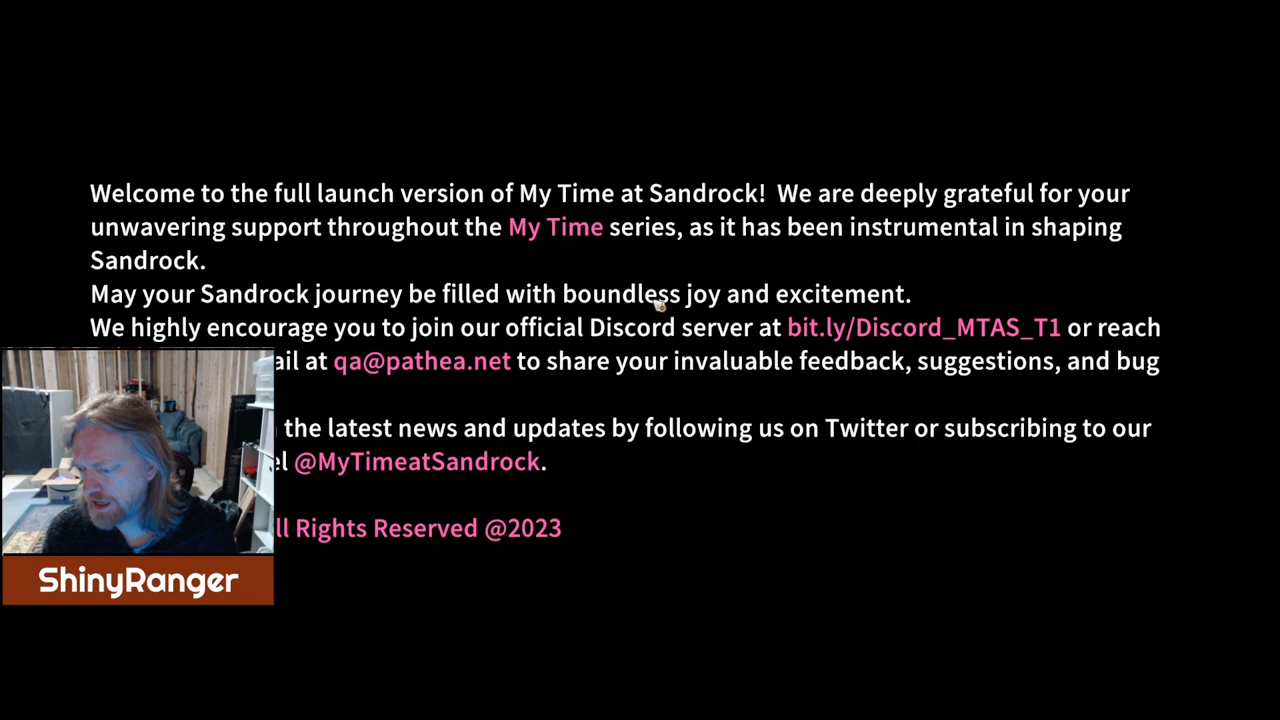 Welcome to the full launch version of My Time at Sandrock! We are deeply grateful for your
unwavering support throughout the My Time series, as it has been instrumental in shaping
Sandrock.
May your Sandrock journey be filled with boundless joy and excitement.
We highly encourage you to join our official Discord server at bit.ly/Discord_MTAS_T1 or reach
at qa@pathea.net to share your invaluable feedback, suggestions, and bug
the latest news and updates by following us on Twitter or subscribing to our
@MyTimeatSandrock.
Rights Reserved @2023
ShinyRanger